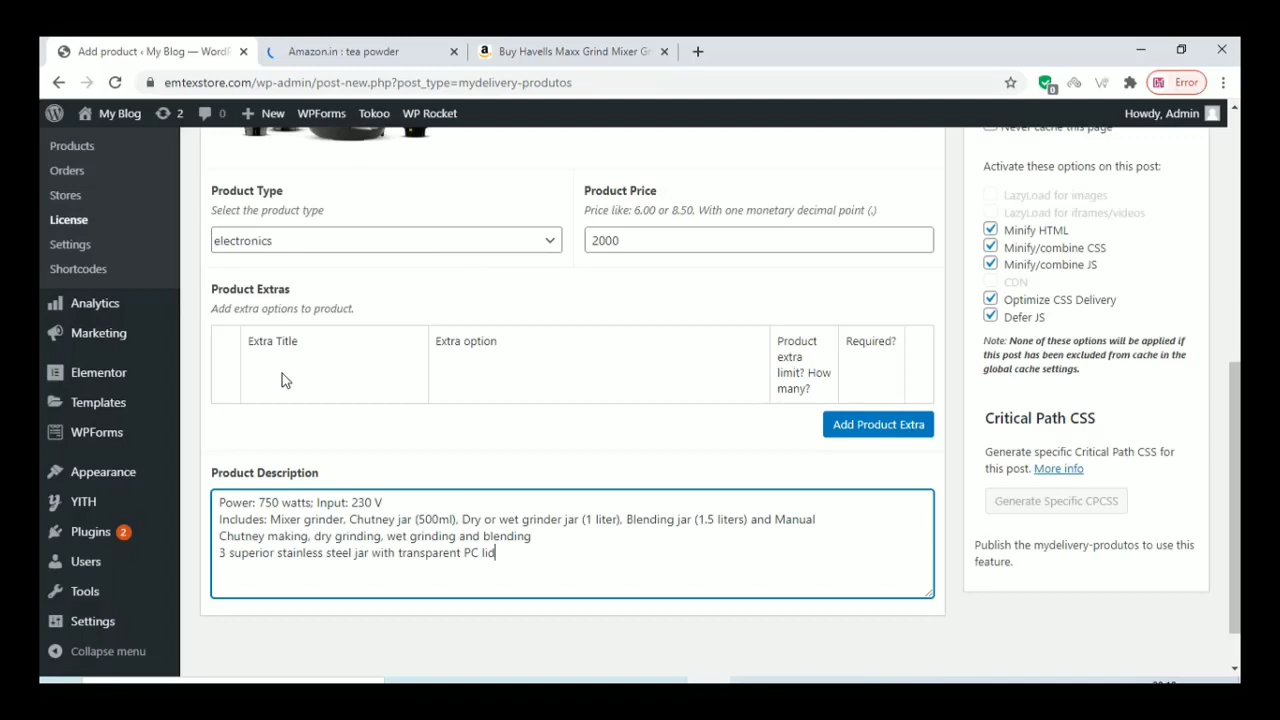 Add product ‹ My Blog — WordP
Amazon.in : tea powder
Buy Havells Maxx Grind Mixer Gr
emtexstore.com/wp-admin/post-new.php?post_type=mydelivery-produtos
0
Error
My Blog
2
0
New
WPForms
Tokoo
WP Rocket
Howdy, Admin
Products
Orders
Stores
License
Settings
Shortcodes
Analytics
Marketing
Elementor
Templates
WPForms
Appearance
YITH
Plugins 2
Users
Tools
Settings
Collapse menu
Product Type
Select the product type
electronics
Product Price
Price like: 6.00 or 8.50. With one monetary decimal point (,)
2000
Product Extras
Add extra options to product.
Extra Title
Extra option
Product
extra
limit? How
many?
Required?
Add Product Extra
Product Description
Power: 750 watts; Input: 230 V
Includes: Mixer grinder, Chutney jar (500ml), Dry or wet grinder jar (1 liter), Blending jar (1.5 liters) and Manual
Chutney making, dry grinding, wet grinding and blending
3 superior stainless steel jar with transparent PC lid
Never cache this page
Activate these options on this post:
LazyLoad for images
LazyLoad for iframes/videos
Minify HTML
Minify/combine CSS
Minify/combine JS
CDN
Optimize CSS Delivery
Defer JS
Note: None of these options will be applied if
this post has been excluded from cache in the
global cache settings.
Critical Path CSS
Generate specific Critical Path CSS for
this post. More info
Generate Specific CPCSS
Publish the mydelivery-produtos to use this
feature.